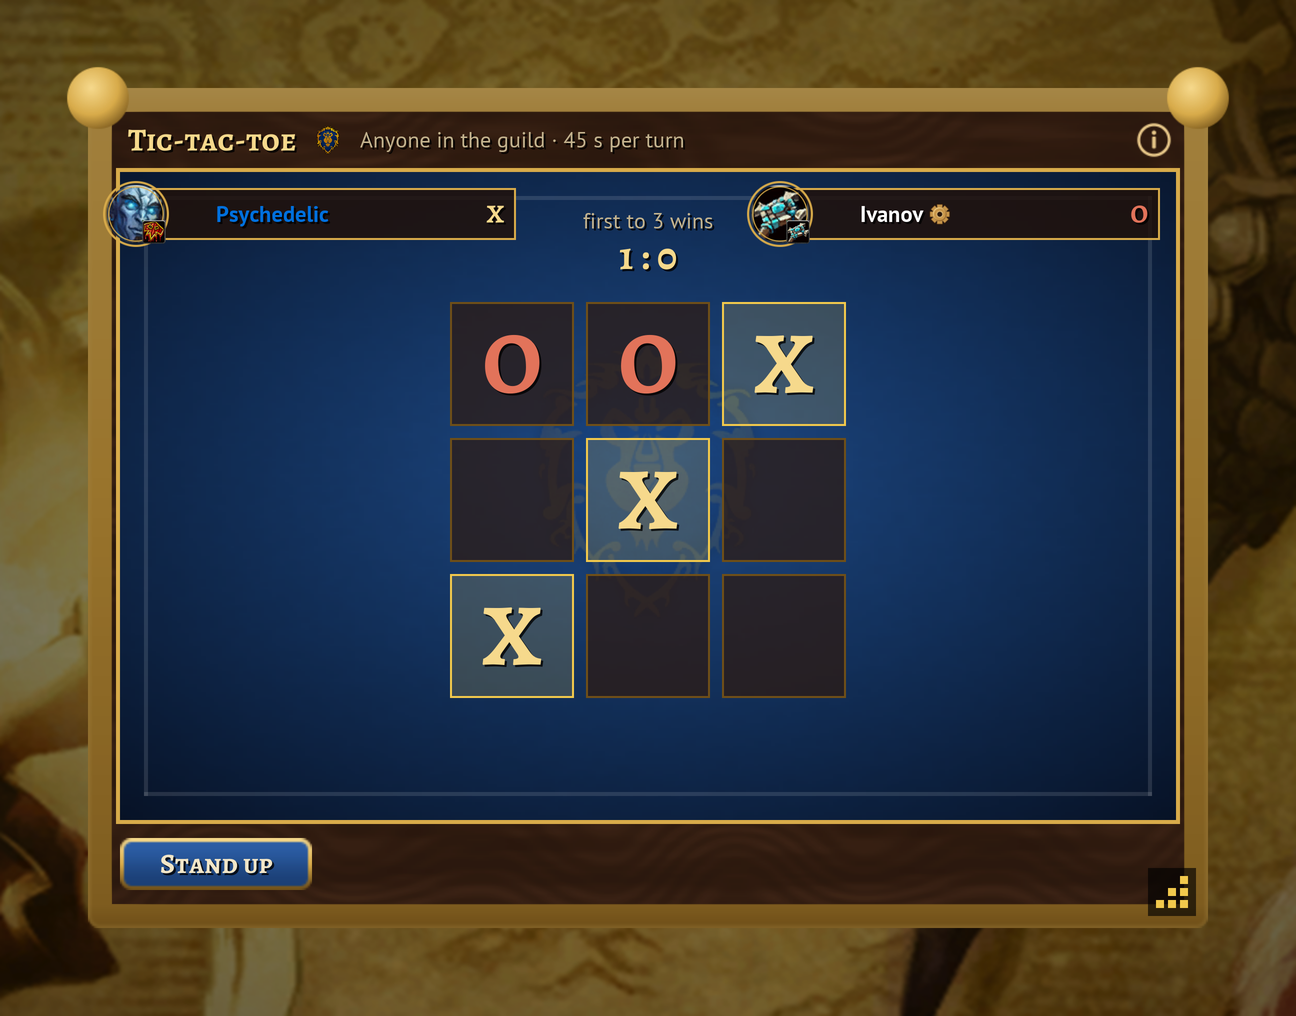 Tic-tac-toe Anyone in the guild · 45 s per turn
Psychedelic X first to 3 wins Ivanov O
1:0
O O X
X
X
Stand up